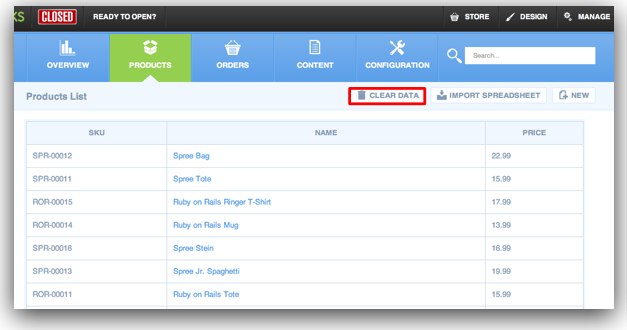 KS CLOSED READY TO OPEN? STORE DESIGN MANAGE
OVERVIEW PRODUCTS ORDERS CONTENT CONFIGURATION Search...
Products List CLEAR DATA IMPORT SPREADSHEET NEW
SKU NAME PRICE
SPR-00012 Spree Bag 22.99
SPR-00011 Spree Tote 15.99
ROR-00015 Ruby on Rails Ringer T-Shirt 17.99
ROR-00014 Ruby on Rails Mug 13.99
SPR-00016 Spree Stein 16.99
SPR-00013 Spree Jr. Spaghetti 19.99
ROR-00011 Ruby on Rails Tote 15.99